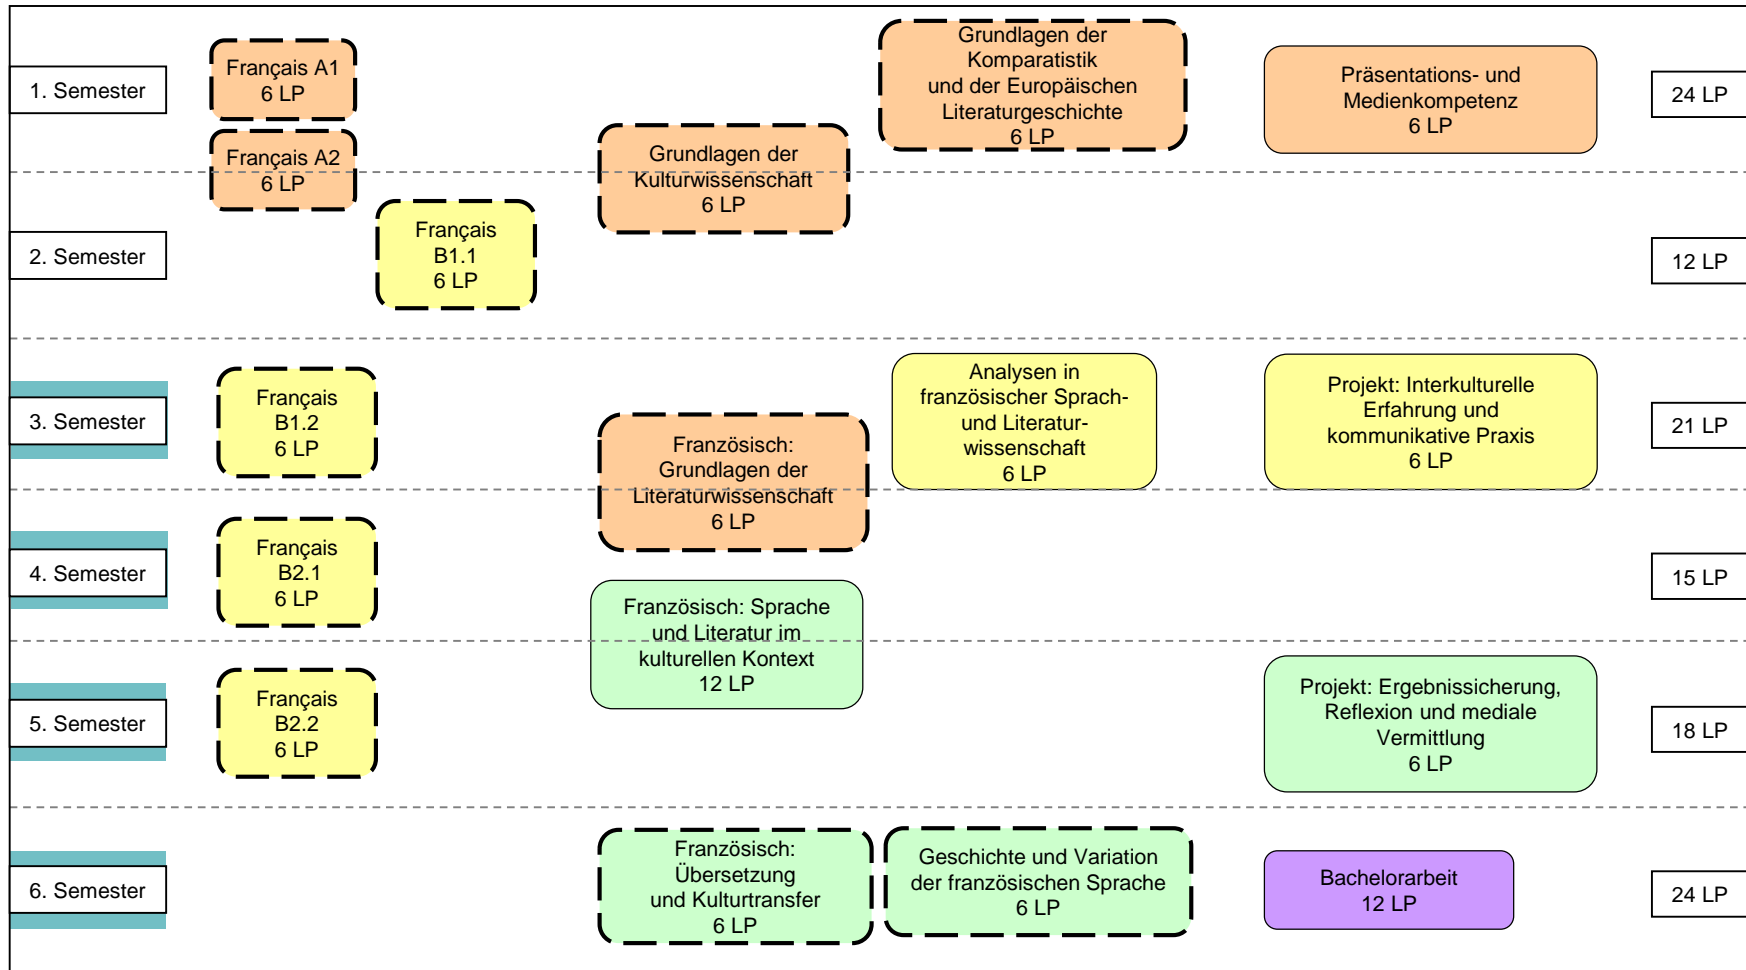 1. Semester
Français A1
6 LP
Français A2
6 LP
Grundlagen der
Kulturwissenschaft
6 LP
Grundlagen der
Komparatistik
und der Europäischen
Literaturgeschichte
6 LP
Präsentations- und
Medienkompetenz
6 LP
24 LP
2. Semester
Français
B1.1
6 LP
12 LP
3. Semester
Français
B1.2
6 LP
Französisch:
Grundlagen der
Literaturwissenschaft
6 LP
Analysen in
französischer Sprach-
und Literatur-
wissenschaft
6 LP
Projekt: Interkulturelle
Erfahrung und
kommunikative Praxis
6 LP
21 LP
4. Semester
Français
B2.1
6 LP
Französisch: Sprache
und Literatur im
kulturellen Kontext
12 LP
15 LP
5. Semester
Français
B2.2
6 LP
Projekt: Ergebnissicherung,
Reflexion und mediale
Vermittlung
6 LP
18 LP
6. Semester
Französisch:
Übersetzung
und Kulturtransfer
6 LP
Geschichte und Variation
der französischen Sprache
6 LP
Bachelorarbeit
12 LP
24 LP